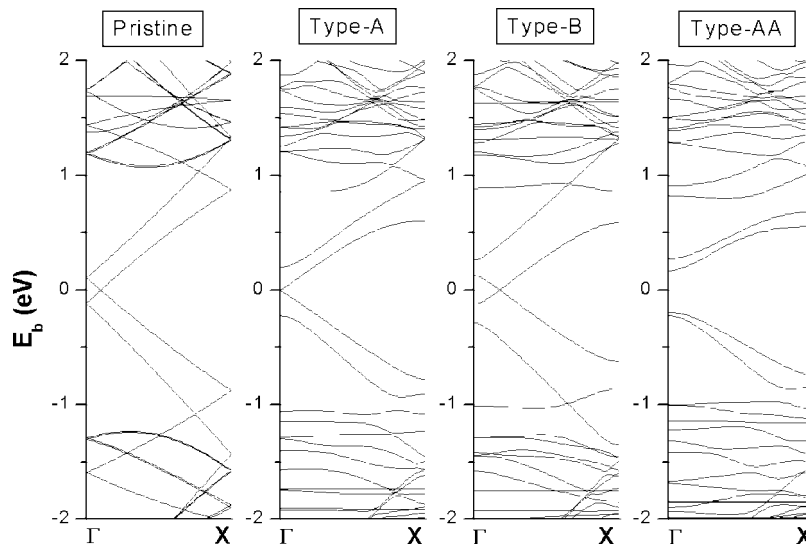 Pristine Type-A Type-B Type-AA
2 2 2 2
1 1 1 1
0 0 0 0
-1 -1 -1 -1
-2 -2 -2 -2
E_b (eV)
Γ X Γ X Γ X Γ X